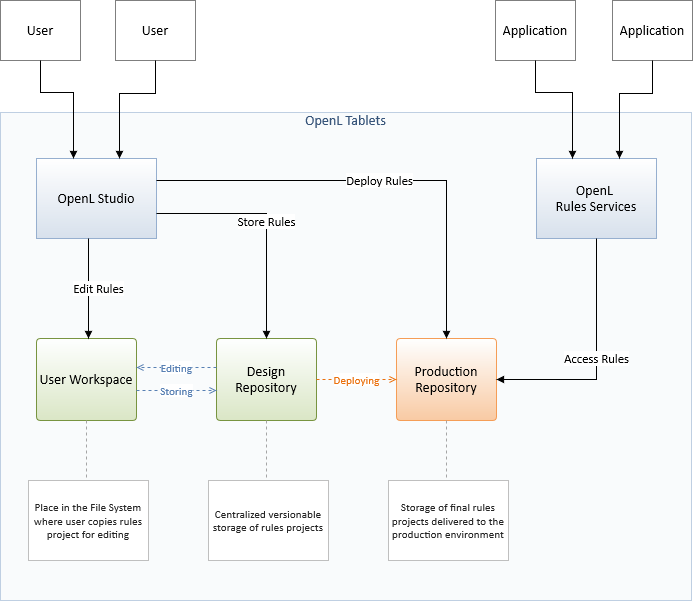 User
User
Application
Application
OpenL Tablets
OpenL Studio
OpenL
Rules Services
Deploy Rules
Store Rules
Edit Rules
Access Rules
User Workspace
Editing
Storing
Design
Repository
Deploying
Production
Repository
Place in the File System
where user copies rules
project for editing
Centralized versionable
storage of rules projects
Storage of final rules
projects delivered to the
production environment